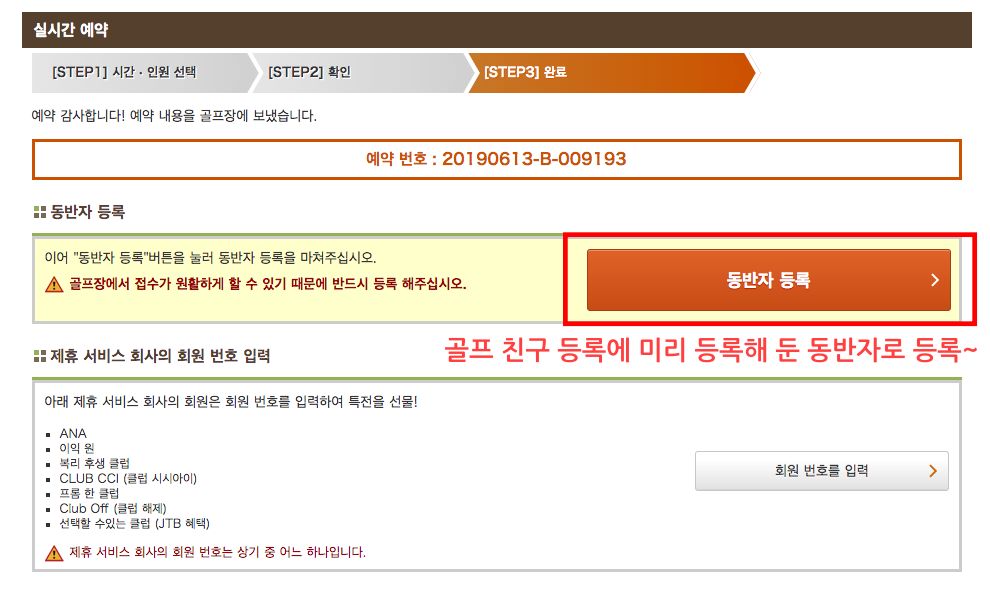 실시간 예약
[STEP1] 시간 · 인원 선택
[STEP2] 확인
[STEP3] 완료
예약 감사합니다! 예약 내용을 골프장에 보냈습니다.
예약 번호 : 20190613-B-009193
동반자 등록
이어 "동반자 등록"버튼을 눌러 동반자 등록을 마쳐주십시오.
골프장에서 접수가 원활하게 할 수 있기 때문에 반드시 등록 해주십시오.
동반자 등록
골프 친구 등록에 미리 등록해 둔 동반자로 등록~
제휴 서비스 회사의 회원 번호 입력
아래 제휴 서비스 회사의 회원은 회원 번호를 입력하여 특전을 선물!
ANA
이익 원
복리 후생 클럽
CLUB CCI (클럽 시시아이)
프롬 한 클럽
Club Off (클럽 해제)
선택할 수있는 클럽 (JTB 혜택)
회원 번호를 입력
제휴 서비스 회사의 회원 번호는 상기 중 어느 하나입니다.